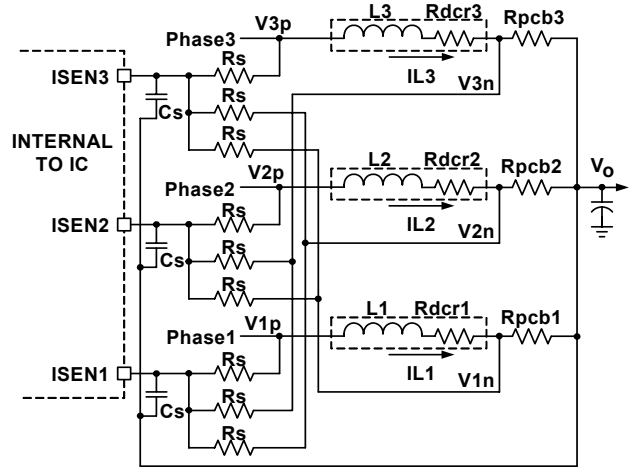 V3p
L3
Rdcr3
Rpcb3
Phase3
Rs
ISEN3
IL3
V3n
Cs
Rs
Rs
INTERNAL
TO IC
V2p
L2
Rdcr2
Rpcb2
Vo
Phase2
Rs
ISEN2
IL2
V2n
Cs
Rs
Rs
V1p
L1
Rdcr1
Rpcb1
Phase1
Rs
ISEN1
IL1
V1n
Cs
Rs
Rs